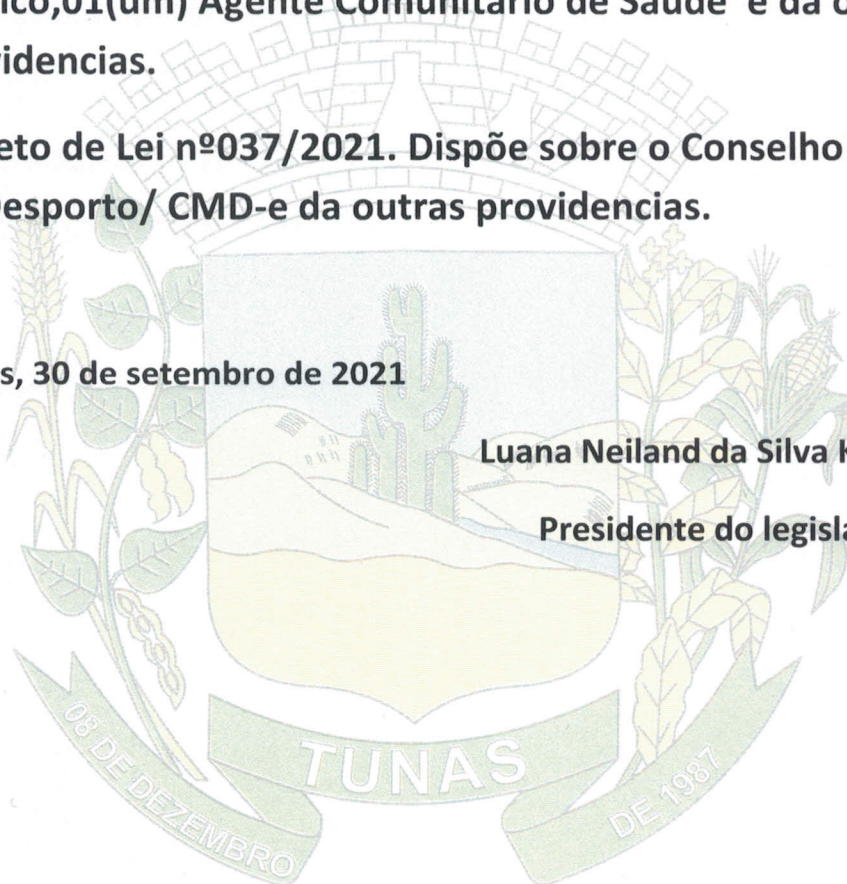 ico,01(um) Agente Comunitário de Saúde e da o
videncias.
eto de Lei nº037/2021. Dispõe sobre o Conselho
Desporto/ CMD-e da outras providencias.
s, 30 de setembro de 2021
Luana Neiland da Silva K
Presidente do legisla
TUNAS
08 DE DEZEMBRO
DE 1987